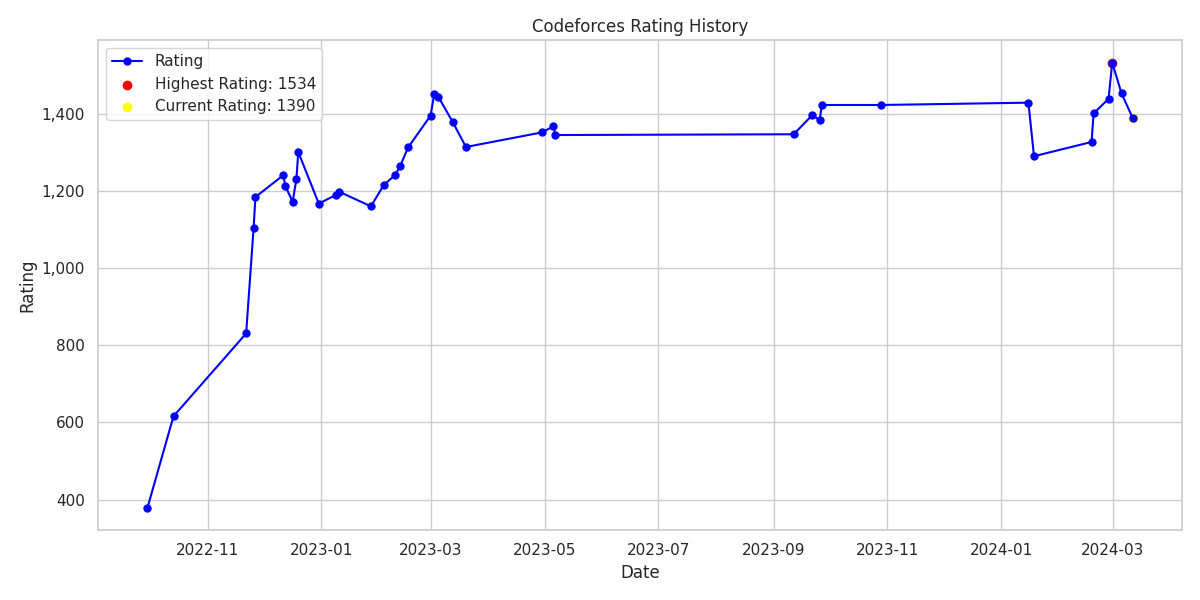 Codeforces Rating History
Rating
Highest Rating: 1534
Current Rating: 1390
Rating
1,400
1,200
1,000
800
600
400
2022-11
2023-01
2023-03
2023-05
2023-07
2023-09
2023-11
2024-01
2024-03
Date